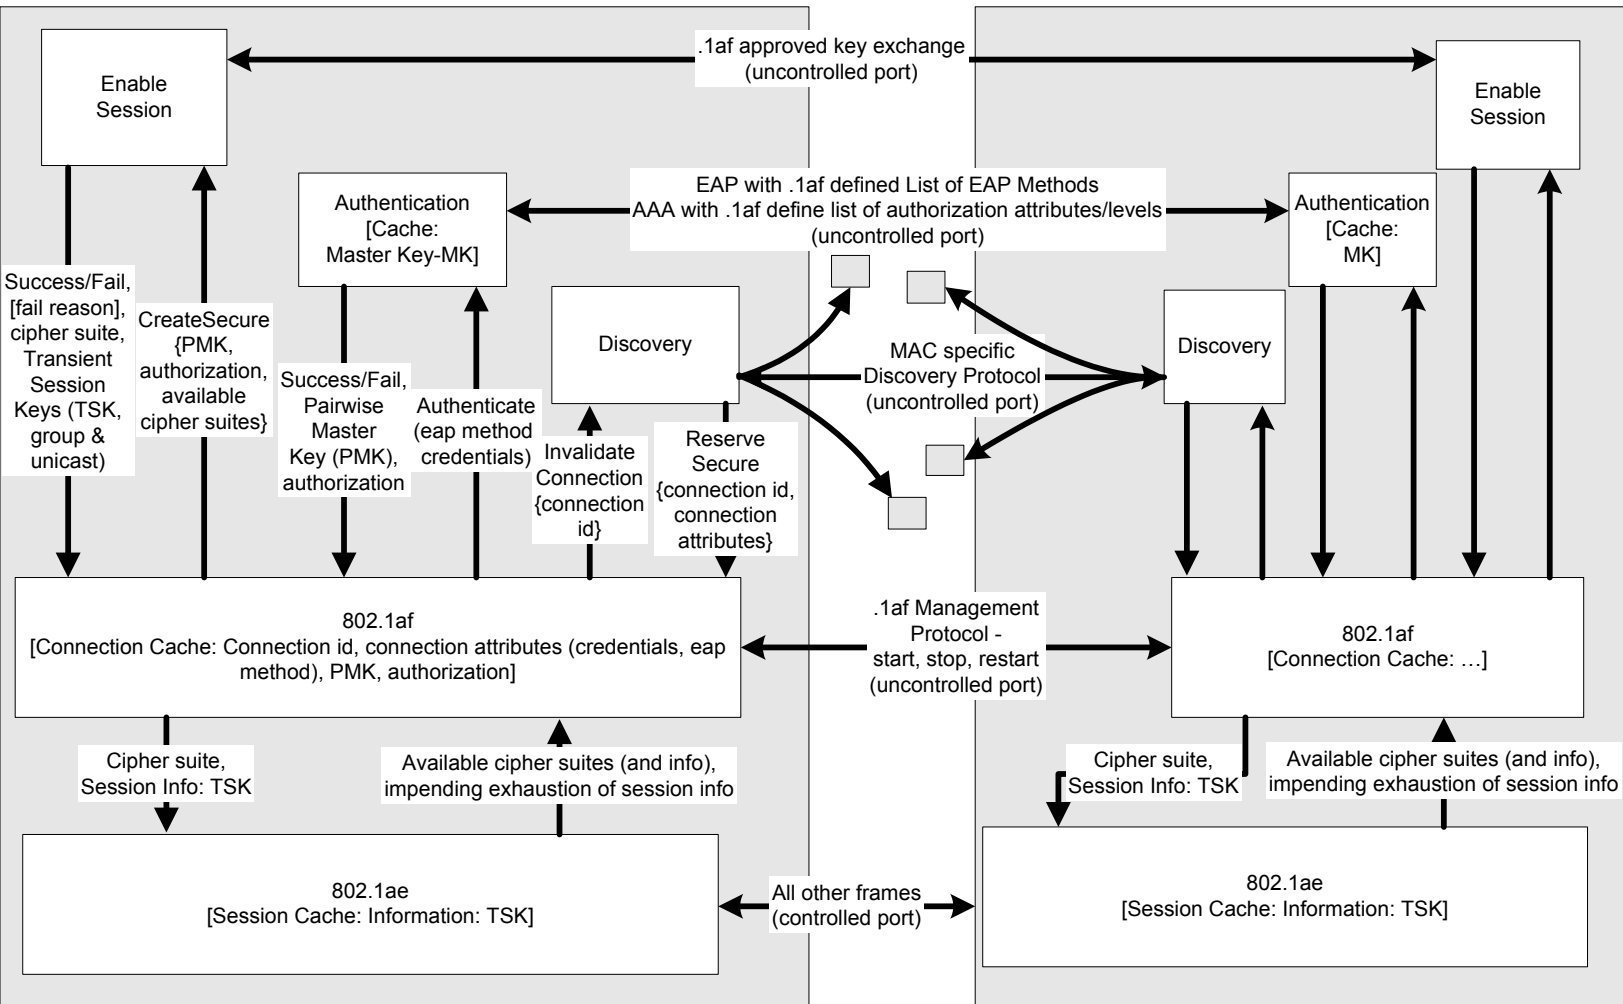 .1af approved key exchange
(uncontrolled port)
Enable
Session
Enable
Session
EAP with .1af defined List of EAP Methods
AAA with .1af define list of authorization attributes/levels
(uncontrolled port)
Authentication
[Cache:
Master Key-MK]
Authentication
[Cache:
MK]
Success/Fail,
[fail reason],
cipher suite,
Transient
Session
Keys (TSK,
group &
unicast)
CreateSecure
{PMK,
authorization,
available
cipher suites}
Discovery
MAC specific
Discovery Protocol
(uncontrolled port)
Discovery
Success/Fail,
Pairwise
Master
Key (PMK),
authorization
Authenticate
(eap method
credentials)
Invalidate
Connection
{connection
id}
Reserve
Secure
{connection id,
connection
attributes}
802.1af
[Connection Cache: Connection id, connection attributes (credentials, eap
method), PMK, authorization]
.1af Management
Protocol -
start, stop, restart
(uncontrolled port)
802.1af
[Connection Cache: …]
Cipher suite,
Session Info: TSK
Available cipher suites (and info),
impending exhaustion of session info
Cipher suite,
Session Info: TSK
Available cipher suites (and info),
impending exhaustion of session info
802.1ae
[Session Cache: Information: TSK]
All other frames
(controlled port)
802.1ae
[Session Cache: Information: TSK]